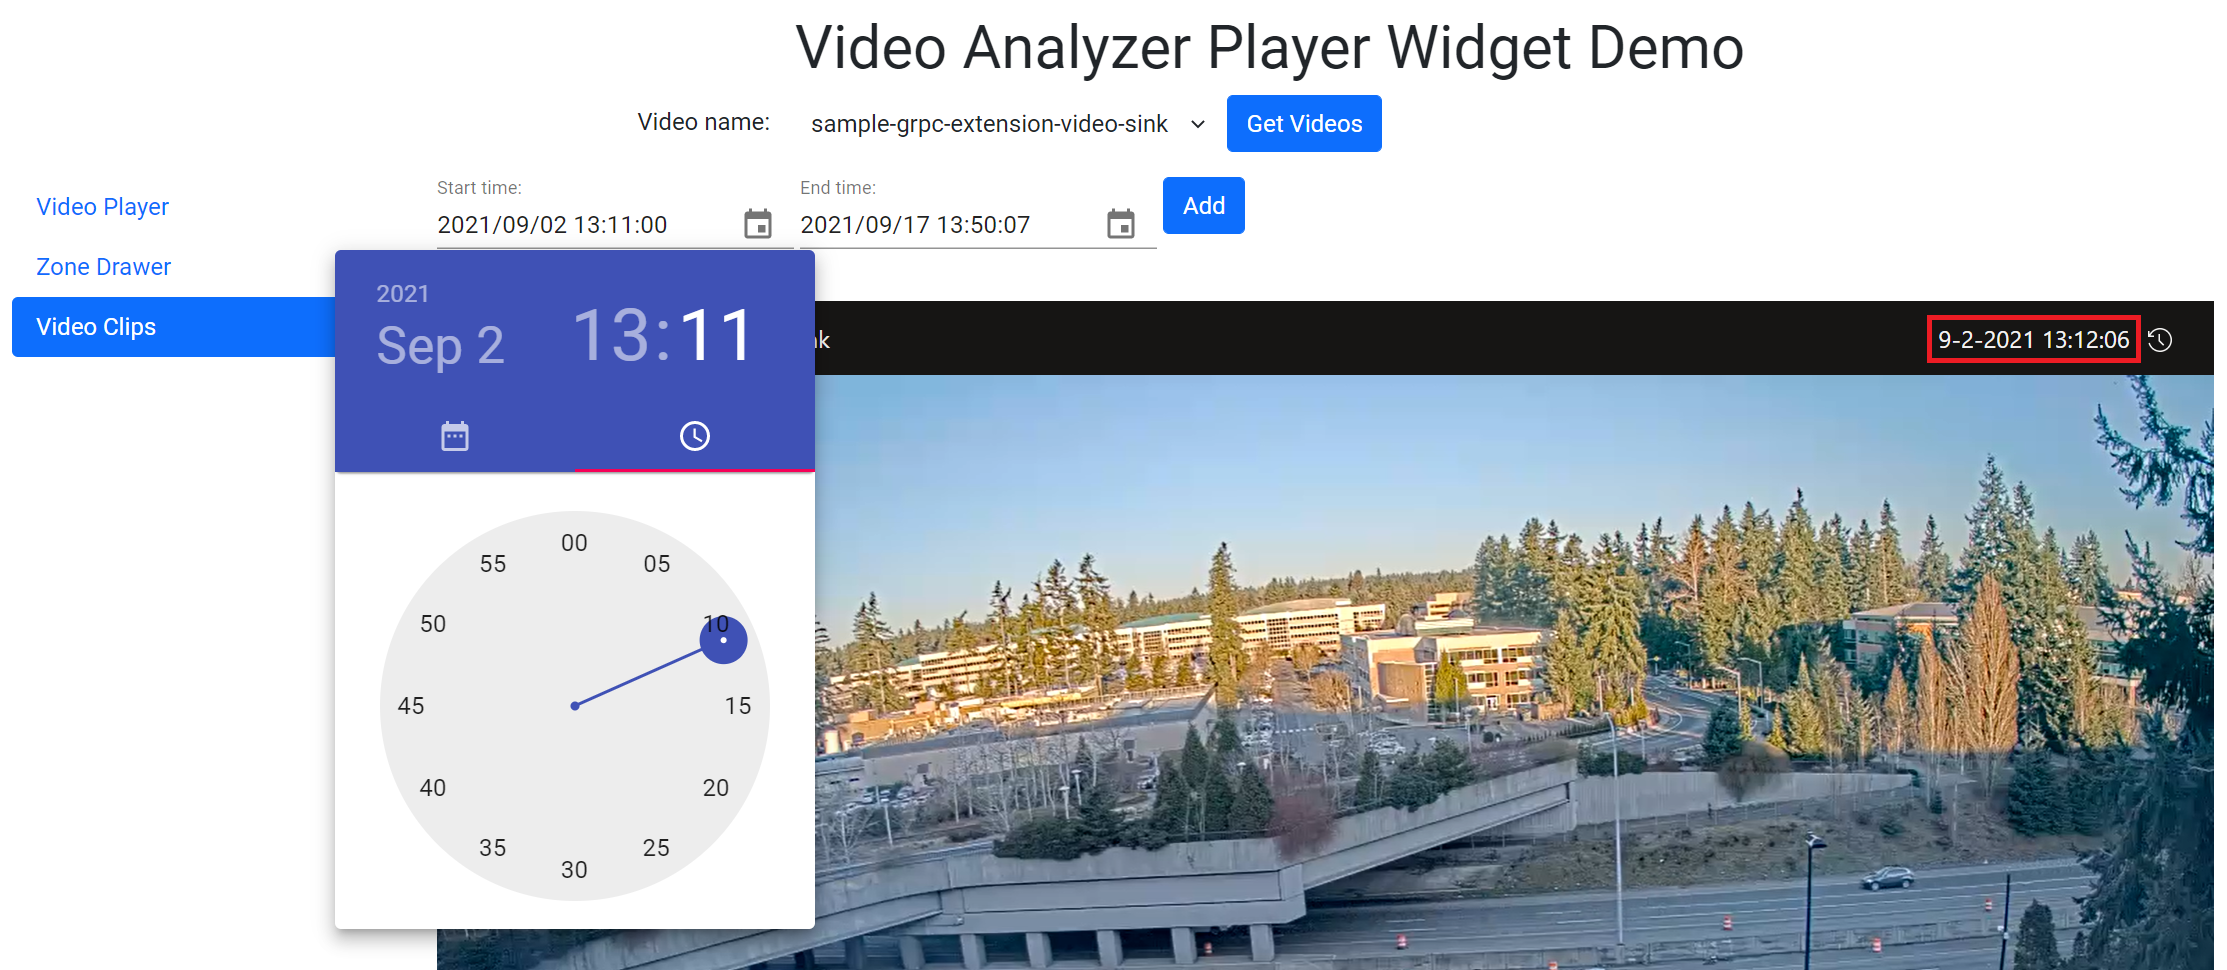 Video Analyzer Player Widget Demo
Video name: sample-grpc-extension-video-sink Get Videos
Start time: End time:
2021/09/02 13:11:00 2021/09/17 13:50:07 Add
Video Player
Zone Drawer
Video Clips
2021
Sep 2 13:11
nk 9-2-2021 13:12:06
00
55 05
50 10
45 15
40 20
35 25
30